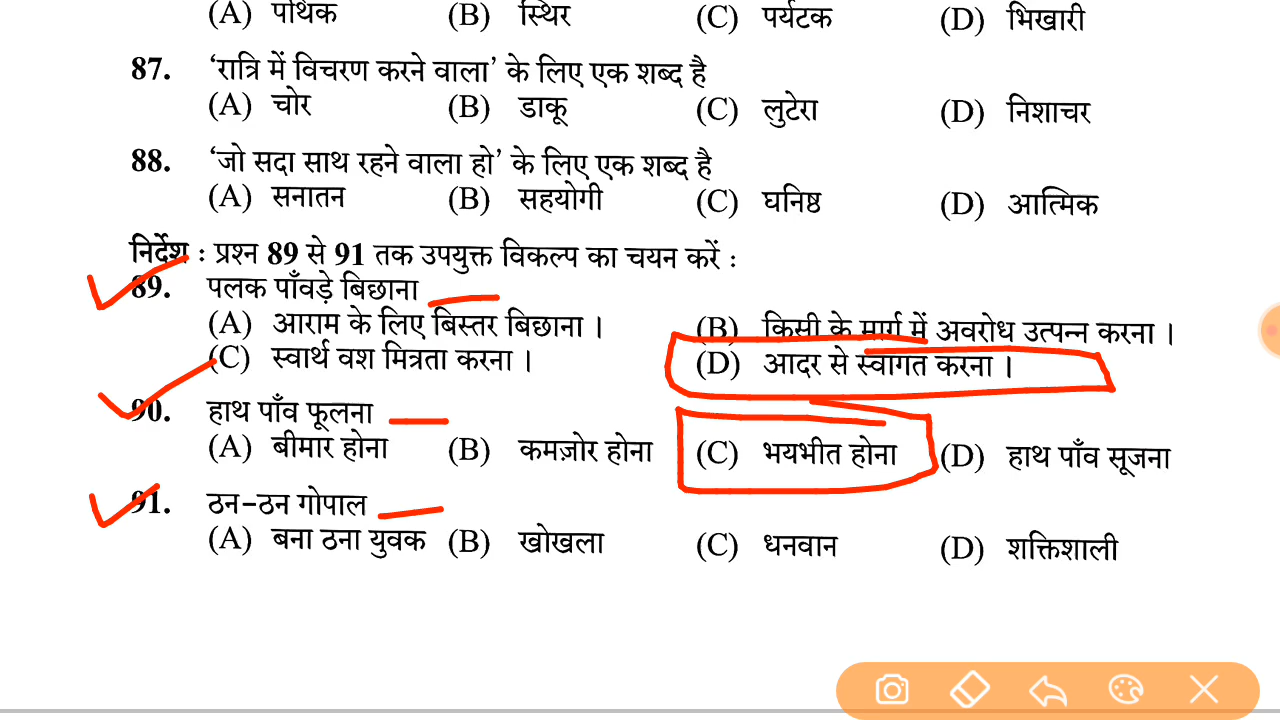 (A) पथिक (B) स्थिर (C) पर्यटक (D) भिखारी
87. ‘रात्रि में विचरण करने वाला’ के लिए एक शब्द है
(A) चोर (B) डाकू (C) लुटेरा (D) निशाचर
88. ‘जो सदा साथ रहने वाला हो’ के लिए एक शब्द है
(A) सनातन (B) सहयोगी (C) घनिष्ठ (D) आत्मिक
निर्देश : प्रश्न 89 से 91 तक उपयुक्त विकल्प का चयन करें :
89. पलक पाँवड़े बिछाना
(A) आराम के लिए बिस्तर बिछाना । (B) किसी के मार्ग में अवरोध उत्पन्न करना ।
(C) स्वार्थ वश मित्रता करना । (D) आदर से स्वागत करना ।
90. हाथ पाँव फूलना
(A) बीमार होना (B) कमज़ोर होना (C) भयभीत होना (D) हाथ पाँव सूजना
91. ठन-ठन गोपाल
(A) बना ठना युवक (B) खोखला (C) धनवान (D) शक्तिशाली